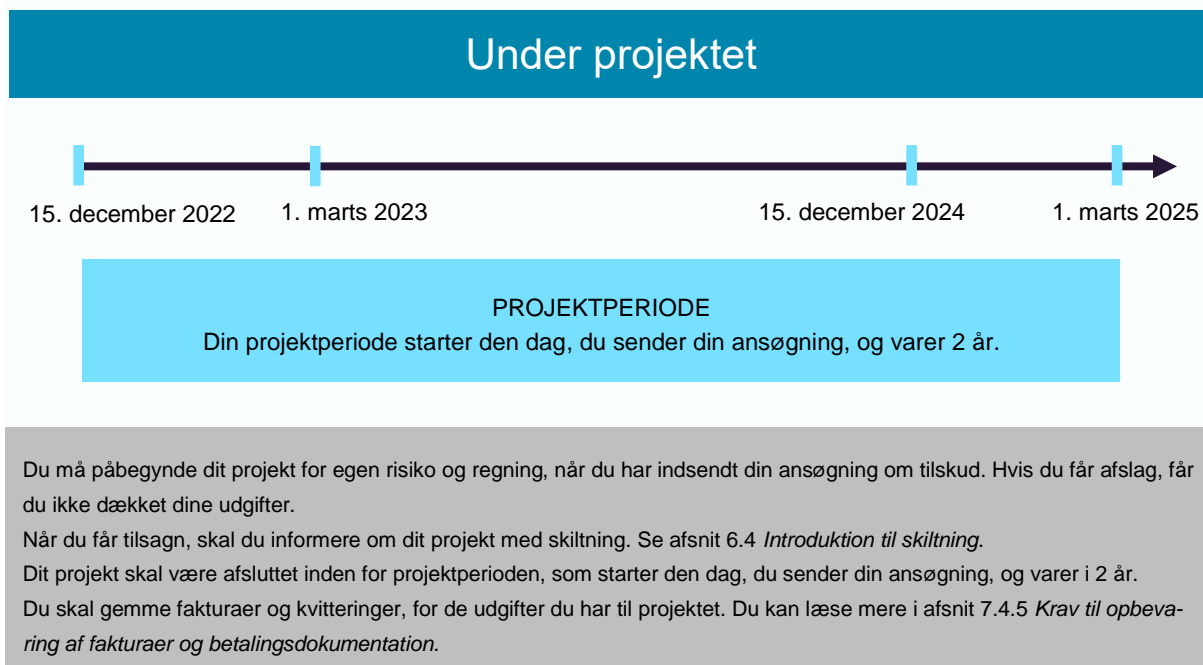 Under projektet
15. december 2022 1. marts 2023 15. december 2024 1. marts 2025
PROJEKTPERIODE
Din projektperiode starter den dag, du sender din ansøgning, og varer 2 år.
Du må påbegynde dit projekt for egen risiko og regning, når du har indsendt din ansøgning om tilskud. Hvis du får afslag, får
du ikke dækket dine udgifter.
Når du får tilsagn, skal du informere om dit projekt med skiltning. Se afsnit 6.4 Introduktion til skiltning.
Dit projekt skal være afsluttet inden for projektperioden, som starter den dag, du sender din ansøgning, og varer i 2 år.
Du skal gemme fakturaer og kvitteringer, for de udgifter du har til projektet. Du kan læse mere i afsnit 7.4.5 Krav til opbeva-
ring af fakturaer og betalingsdokumentation.